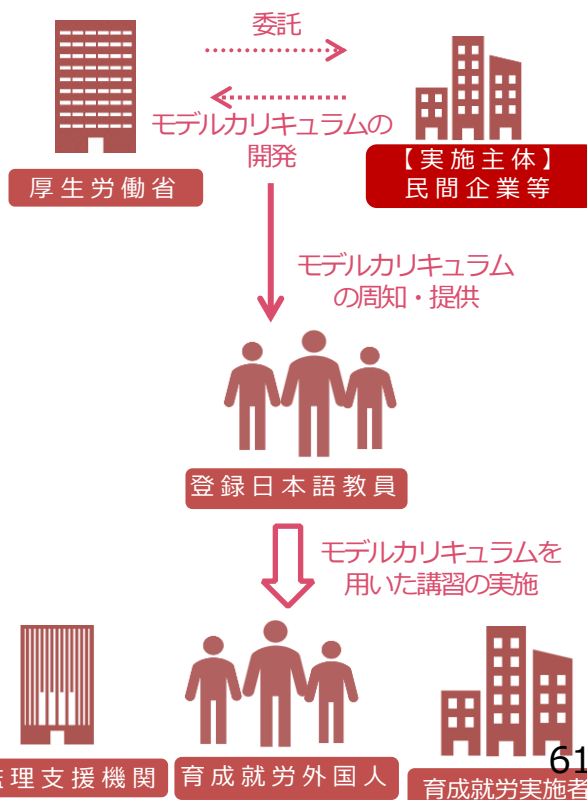 委託
モデルカリキュラムの
開発
厚生労働省
【実施主体】
民間企業等
モデルカリキュラム
の周知・提供
登録日本語教員
モデルカリキュラムを
用いた講習の実施
監理支援機関
育成就労外国人
育成就労実施者
61